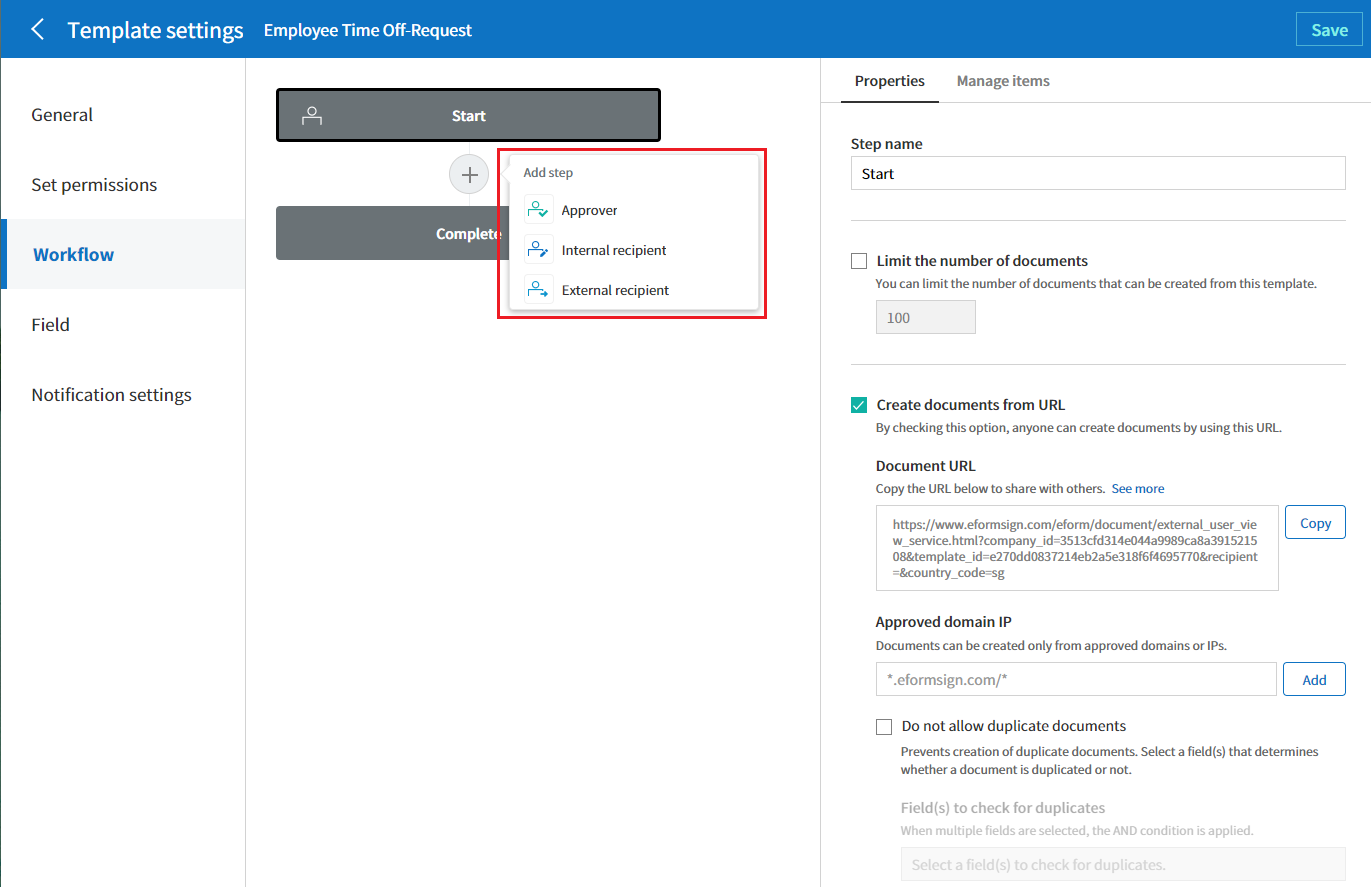 Template settings
Employee Time Off-Request
Save
General
Set permissions
Workflow
Field
Notification settings
Start
Add step
Approver
Internal recipient
External recipient
Complete
Properties
Manage items
Step name
Start
Limit the number of documents
You can limit the number of documents that can be created from this template.
100
Create documents from URL
By checking this option, anyone can create documents by using this URL.
Document URL
Copy the URL below to share with others. See more
https://www.eformsign.com/eform/document/external_user_vie
w_service.html?company_id=3513cfd314e044a9989ca8a3915215
08&template_id=e270dd0837214eb2a5e318f6f4695770&recipient
=&country_code=sg
Copy
Approved domain IP
Documents can be created only from approved domains or IPs.
*.eformsign.com/*
Add
Do not allow duplicate documents
Prevents creation of duplicate documents. Select a field(s) that determines
whether a document is duplicated or not.
Field(s) to check for duplicates
When multiple fields are selected, the AND condition is applied.
Select a field(s) to check for duplicates.